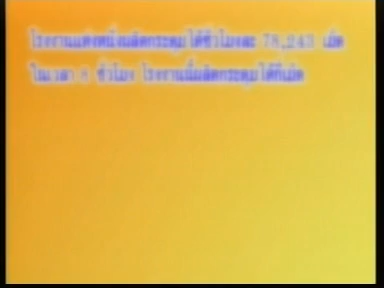 โรงงานแห่งหนึ่งผลิตกระดุมได้ชั่วโมงละ 78,243 เม็ด
ในเวลา 8 ชั่วโมง โรงงานนี้ผลิตกระดุมได้กี่เม็ด